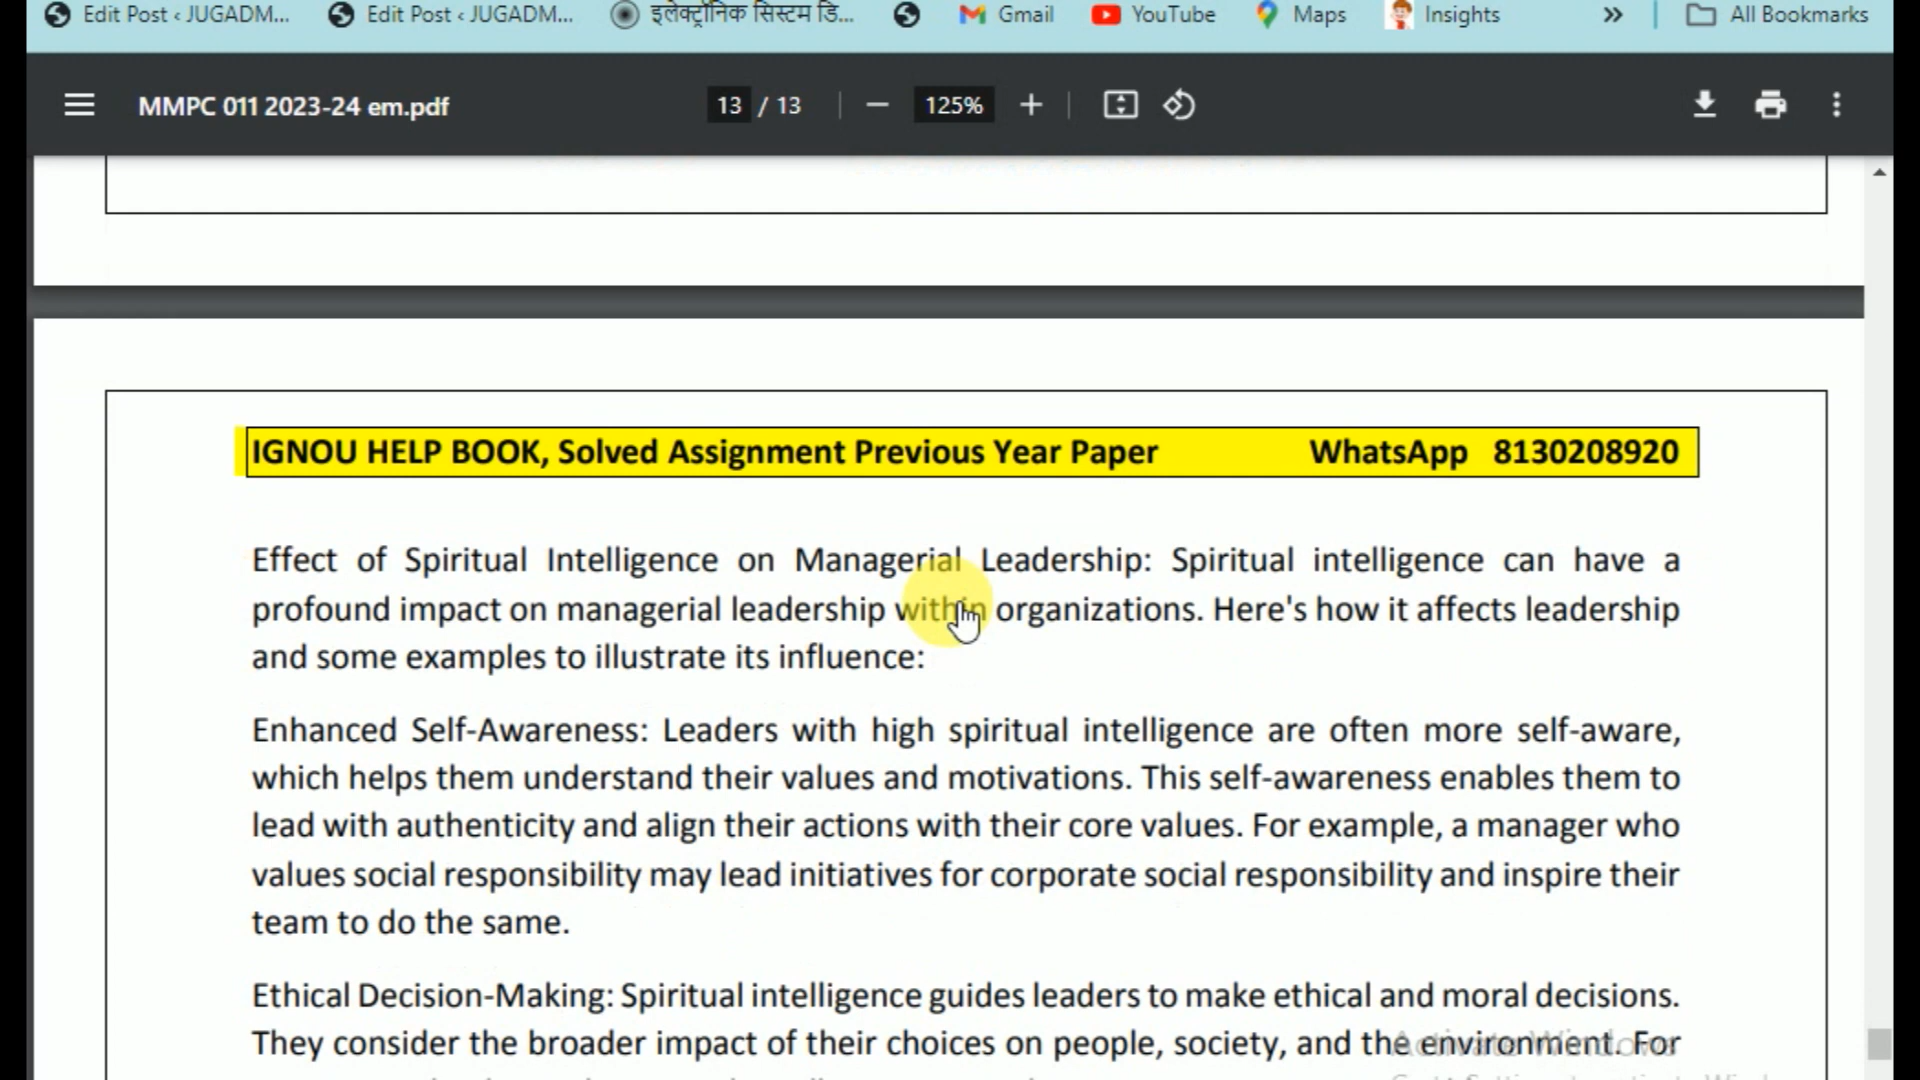 Edit Post ‹ JUGADM... Edit Post ‹ JUGADM... इलेक्ट्रॉनिक सिस्टम डि... Gmail YouTube Maps Insights » All Bookmarks
MMPC 011 2023-24 em.pdf 13 / 13 − 125% +
IGNOU HELP BOOK, Solved Assignment Previous Year Paper WhatsApp 8130208920
Effect of Spiritual Intelligence on Managerial Leadership: Spiritual intelligence can have a
profound impact on managerial leadership within organizations. Here's how it affects leadership
and some examples to illustrate its influence:
Enhanced Self-Awareness: Leaders with high spiritual intelligence are often more self-aware,
which helps them understand their values and motivations. This self-awareness enables them to
lead with authenticity and align their actions with their core values. For example, a manager who
values social responsibility may lead initiatives for corporate social responsibility and inspire their
team to do the same.
Ethical Decision-Making: Spiritual intelligence guides leaders to make ethical and moral decisions.
They consider the broader impact of their choices on people, society, and the environment. For
Activate Windows